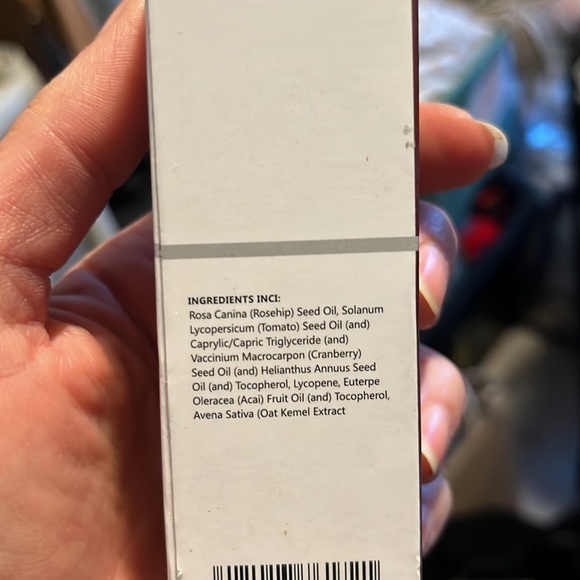 INGREDIENTS INCI:
Rosa Canina (Rosehip) Seed Oil, Solanum
Lycopersicum (Tomato) Seed Oil (and)
Caprylic/Capric Triglyceride (and)
Vaccinium Macrocarpon (Cranberry)
Seed Oil (and) Helianthus Annuus Seed
Oil (and) Tocopherol, Lycopene, Euterpe
Oleracea (Acai) Fruit Oil (and) Tocopherol,
Avena Sativa (Oat Kemel Extract